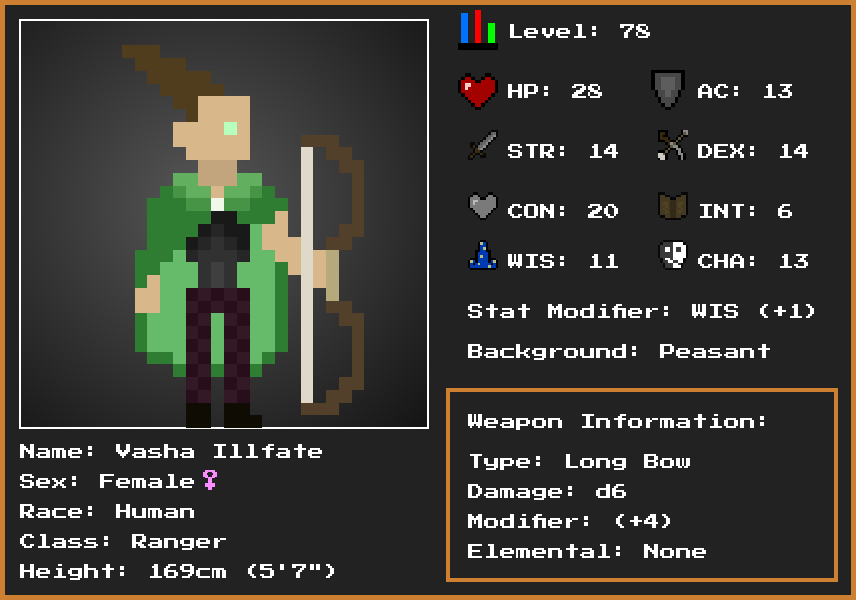 Level: 78
HP: 28
AC: 13
STR: 14
DEX: 14
CON: 20
INT: 6
WIS: 11
CHA: 13
Stat Modifier: WIS (+1)
Background: Peasant
Weapon Information:
Type: Long Bow
Damage: d6
Modifier: (+4)
Elemental: None
Name: Vasha Illfate
Sex: Female♀
Race: Human
Class: Ranger
Height: 169cm (5'7")